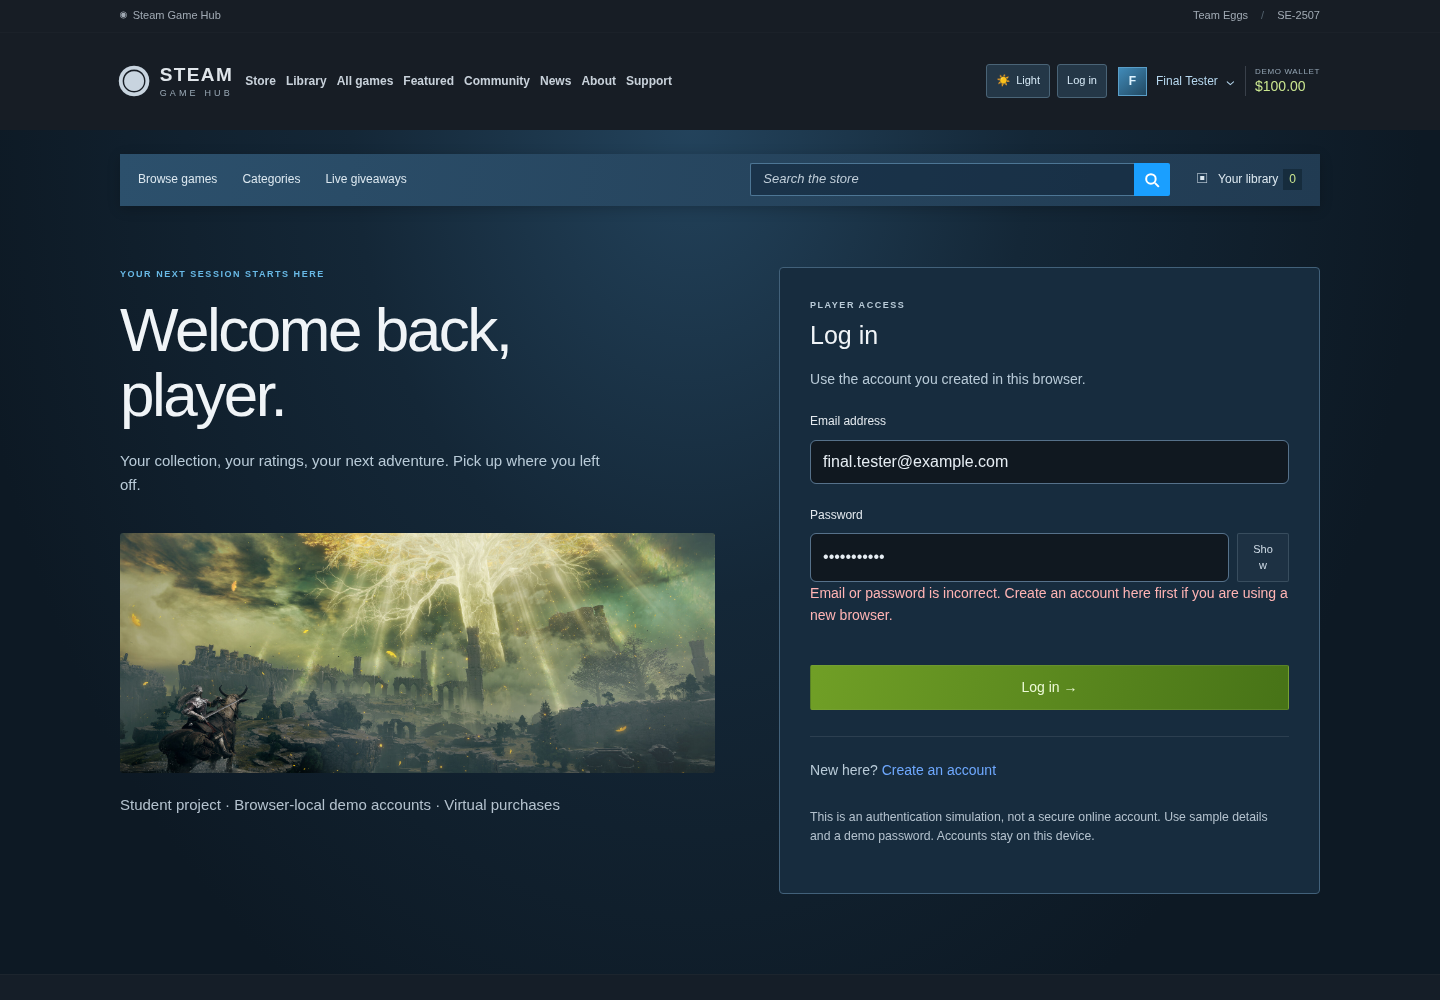 Steam Game Hub
Team Eggs / SE-2507
STEAM
GAME HUB
Store Library All games Featured Community News About Support
Light
Log in
F
Final Tester
DEMO WALLET
$100.00
Browse games Categories Live giveaways
Search the store
Your library 0
YOUR NEXT SESSION STARTS HERE
Welcome back,
player.
Your collection, your ratings, your next adventure. Pick up where you left
off.
Student project · Browser-local demo accounts · Virtual purchases
PLAYER ACCESS
Log in
Use the account you created in this browser.
Email address
final.tester@example.com
Password
•••••••••••
Sho
w
Email or password is incorrect. Create an account here first if you are using a
new browser.
Log in →
New here? Create an account
This is an authentication simulation, not a secure online account. Use sample details
and a demo password. Accounts stay on this device.